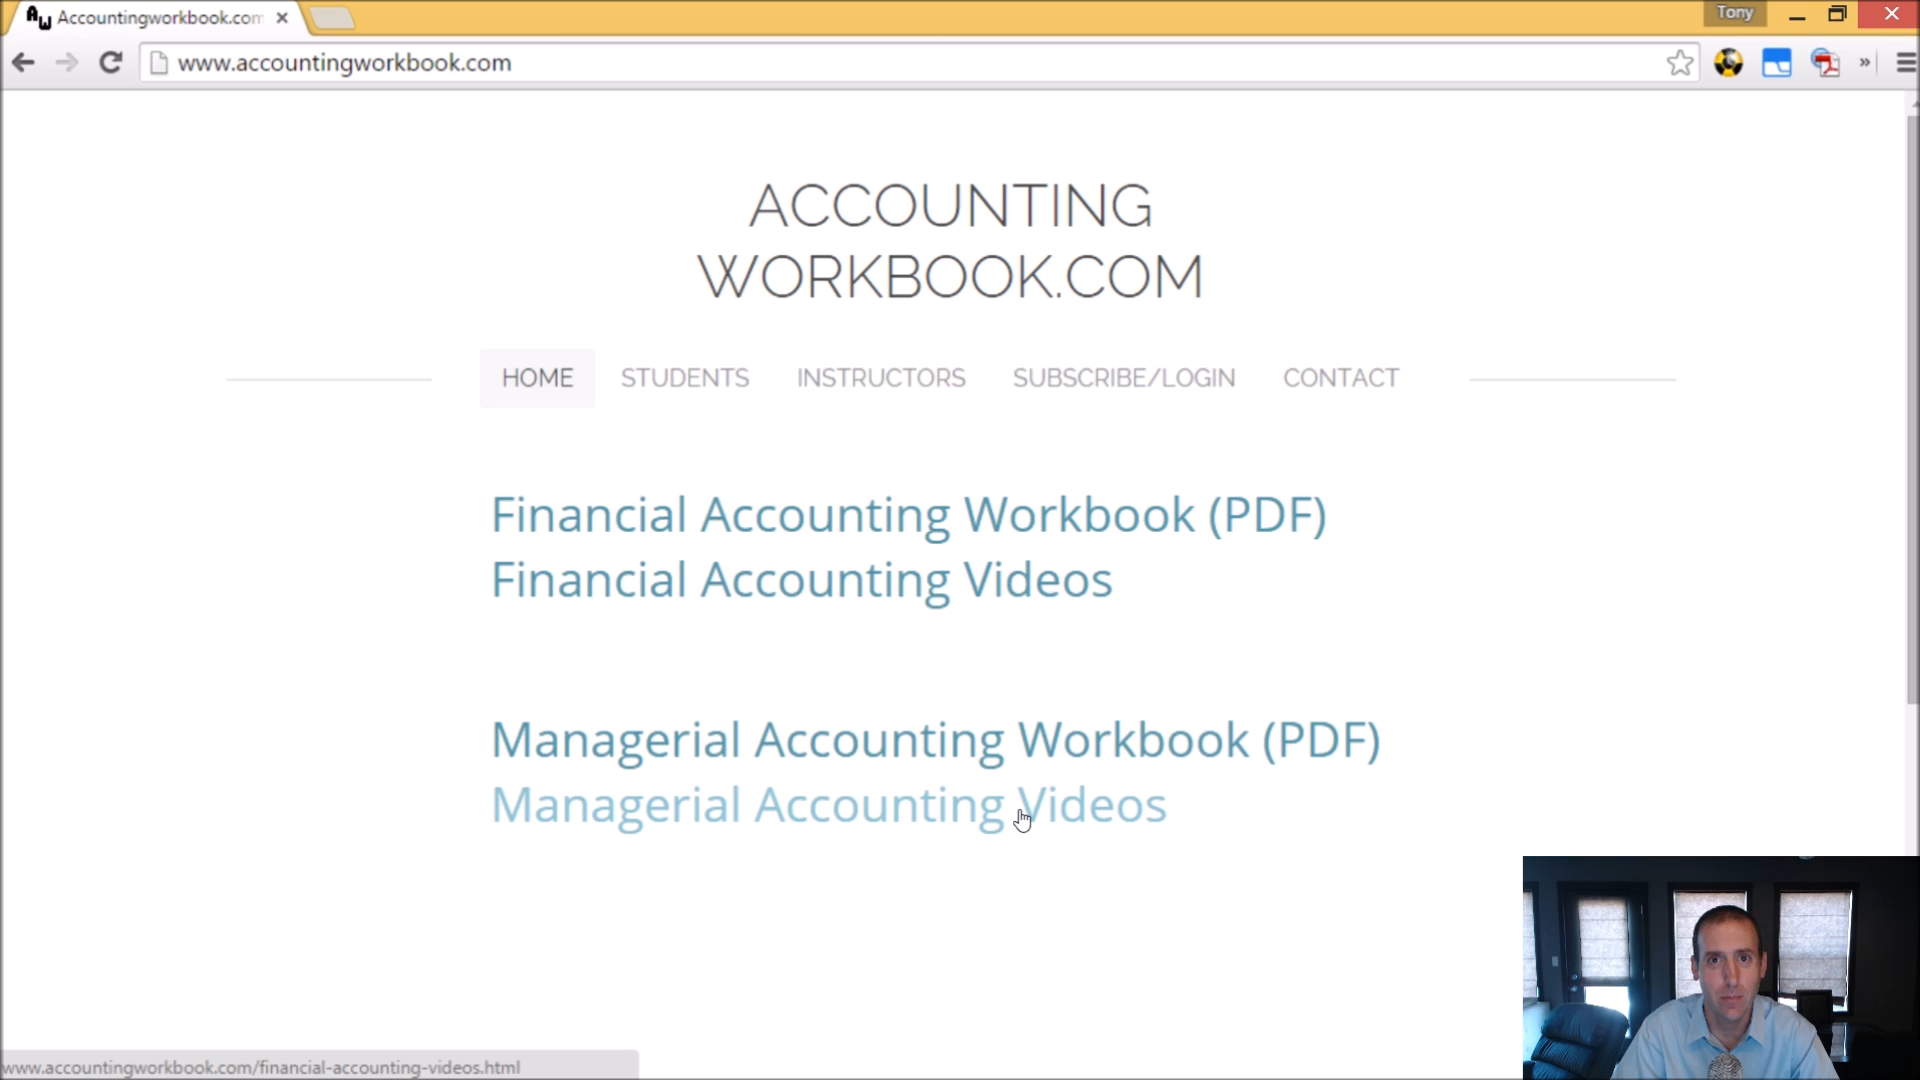 Accountingworkbook.com
Tony
www.accountingworkbook.com
ACCOUNTING
WORKBOOK.COM
HOME STUDENTS INSTRUCTORS SUBSCRIBE/LOGIN CONTACT
Financial Accounting Workbook (PDF)
Financial Accounting Videos
Managerial Accounting Workbook (PDF)
Managerial Accounting Videos
www.accountingworkbook.com/financial-accounting-videos.html